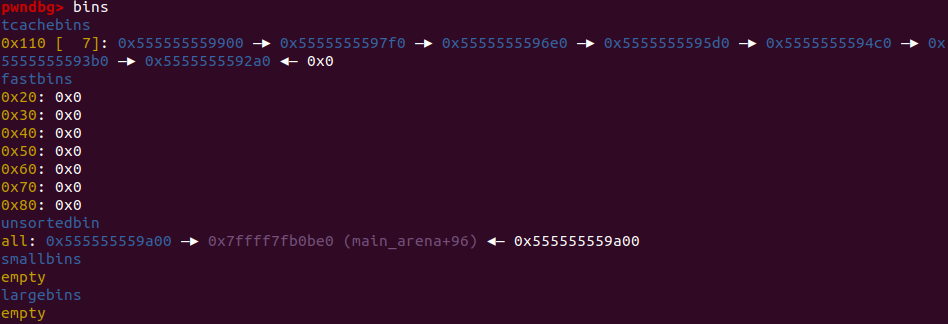 pwndbg> bins
tcachebins
0x110 [  7]: 0x555555559900 —▸ 0x5555555597f0 —▸ 0x5555555596e0 —▸ 0x5555555595d0 —▸ 0x5555555594c0 —▸ 0x
5555555593b0 —▸ 0x5555555592a0 ◂— 0x0
fastbins
0x20: 0x0
0x30: 0x0
0x40: 0x0
0x50: 0x0
0x60: 0x0
0x70: 0x0
0x80: 0x0
unsortedbin
all: 0x555555559a00 —▸ 0x7ffff7fb0be0 (main_arena+96) ◂— 0x555555559a00
smallbins
empty
largebins
empty